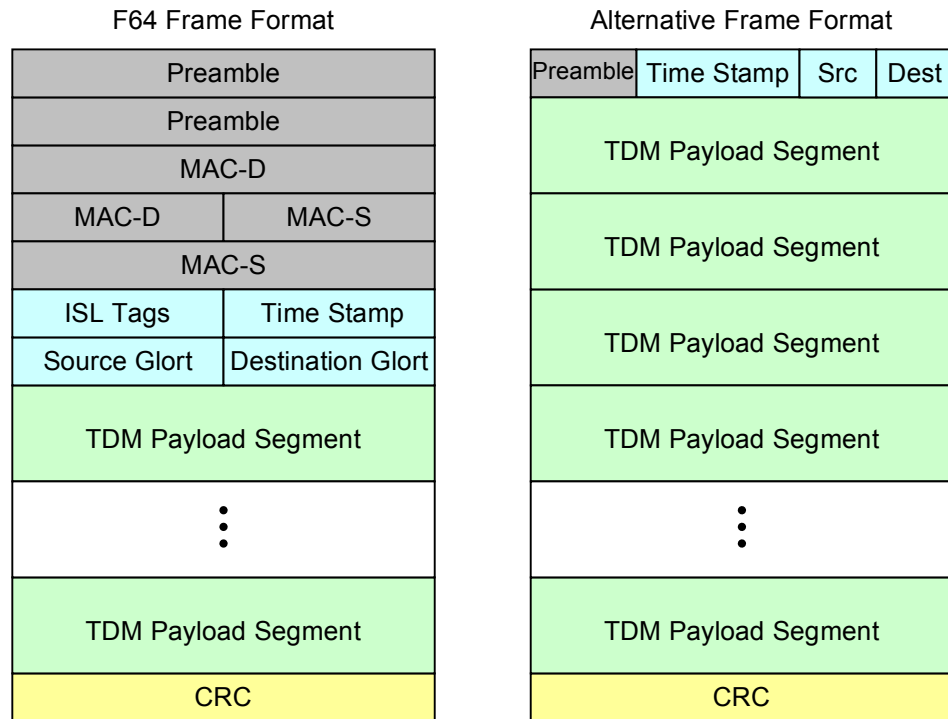 F64 Frame Format
Preamble
Preamble
MAC-D
MAC-D MAC-S
MAC-S
ISL Tags Time Stamp
Source Glort Destination Glort
TDM Payload Segment
TDM Payload Segment
CRC
Alternative Frame Format
Preamble Time Stamp Src Dest
TDM Payload Segment
TDM Payload Segment
TDM Payload Segment
TDM Payload Segment
TDM Payload Segment
CRC